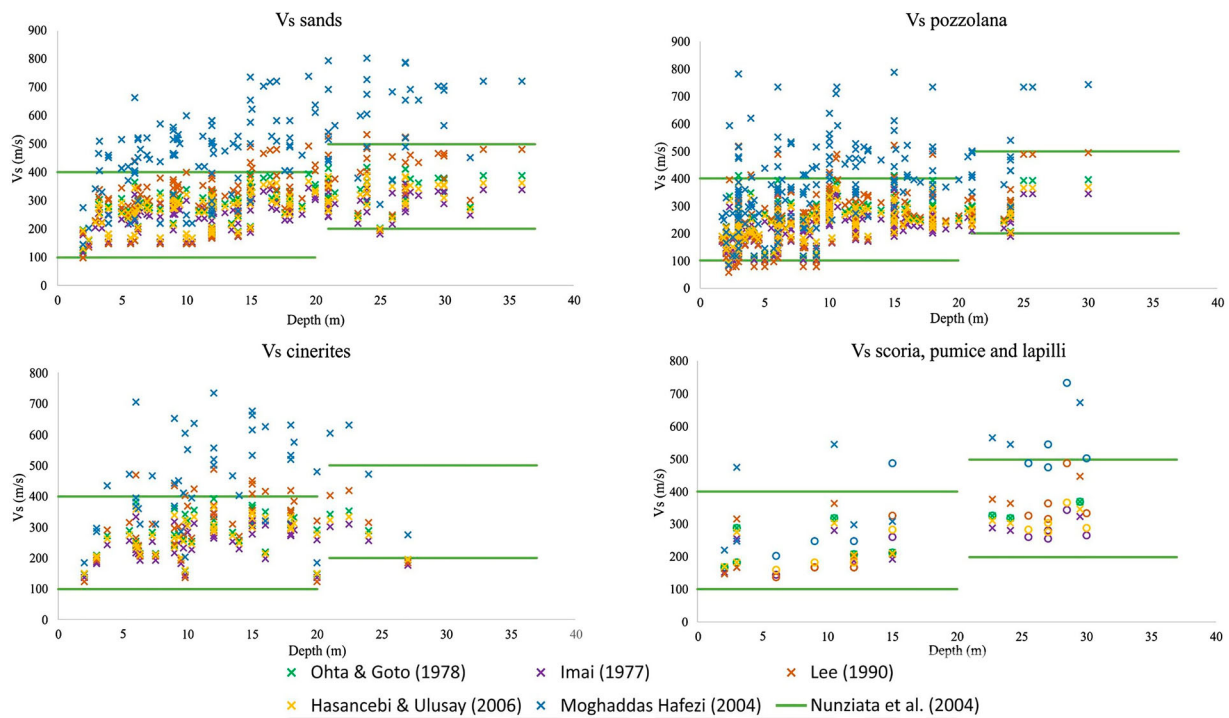 Vs sands
900
800
700
600
500
400
300
200
100
0
Vs (m/s)
0 5 10 15 20 25 30 35 40
Depth (m)
Vs pozzolana
900
800
700
600
500
400
300
200
100
0
Vs (m/s)
0 5 10 15 20 25 30 35 40
Depth (m)
Vs cinerites
800
700
600
500
400
300
200
100
0
Vs (m/s)
0 5 10 15 20 25 30 35 40
Depth (m)
Vs scoria, pumice and lapilli
800
700
600
500
400
300
200
100
0
Vs (m/s)
0 5 10 15 20 25 30 35 40
Depth (m)
Ohta & Goto (1978) Imai (1977) Lee (1990)
Hasancebi & Ulusay (2006) Moghaddas Hafezi (2004) Nunziata et al. (2004)